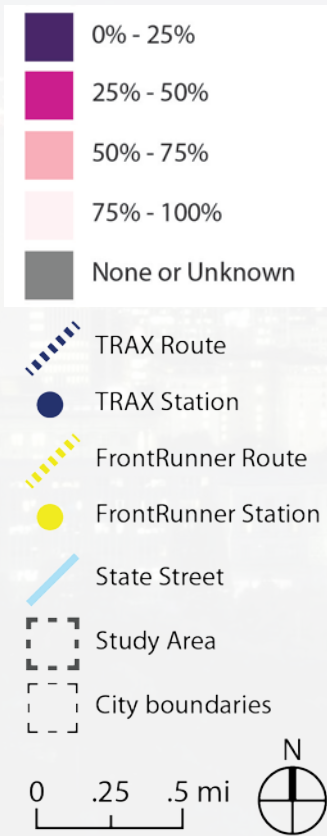 0% - 25%
25% - 50%
50% - 75%
75% - 100%
None or Unknown
TRAX Route
TRAX Station
FrontRunner Route
FrontRunner Station
State Street
Study Area
City boundaries
N
0 .25 .5 mi